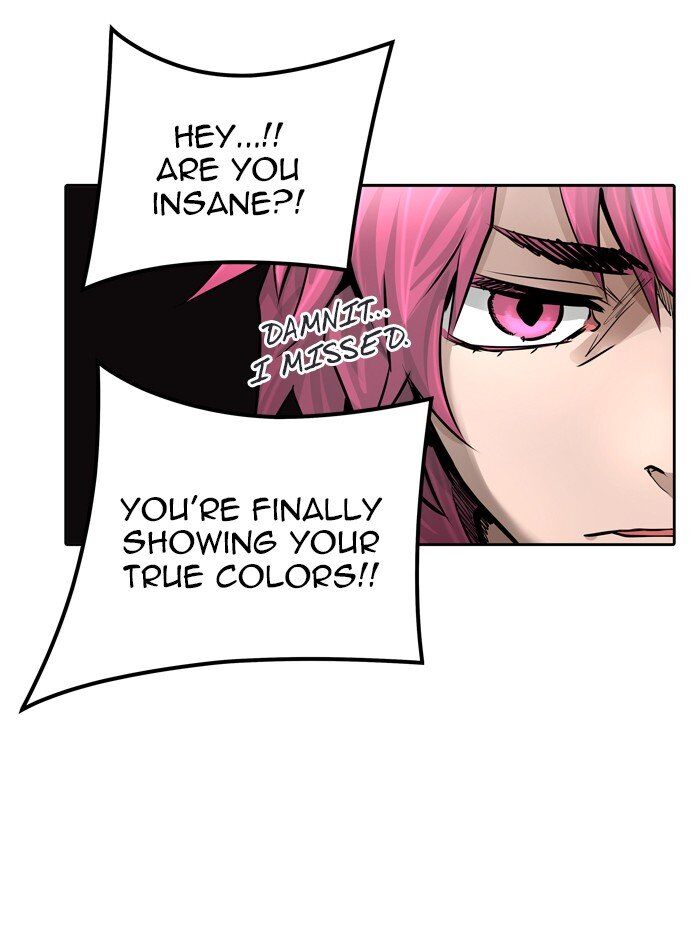 HEY...!!
ARE YOU
INSANE?!
DAMNIT...
I MISSED.
YOU'RE FINALLY
SHOWING YOUR
TRUE COLORS!!